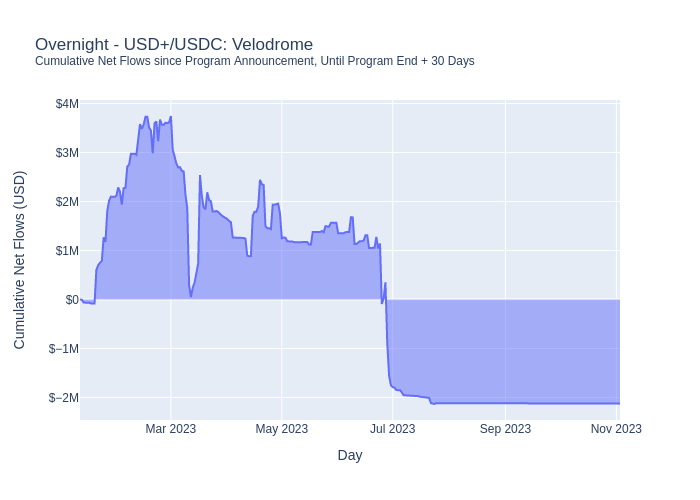 Overnight - USD+/USDC: Velodrome
Cumulative Net Flows since Program Announcement, Until Program End + 30 Days
Cumulative Net Flows (USD)
$4M
$3M
$2M
$1M
$0
$−1M
$−2M
Mar 2023
May 2023
Jul 2023
Sep 2023
Nov 2023
Day